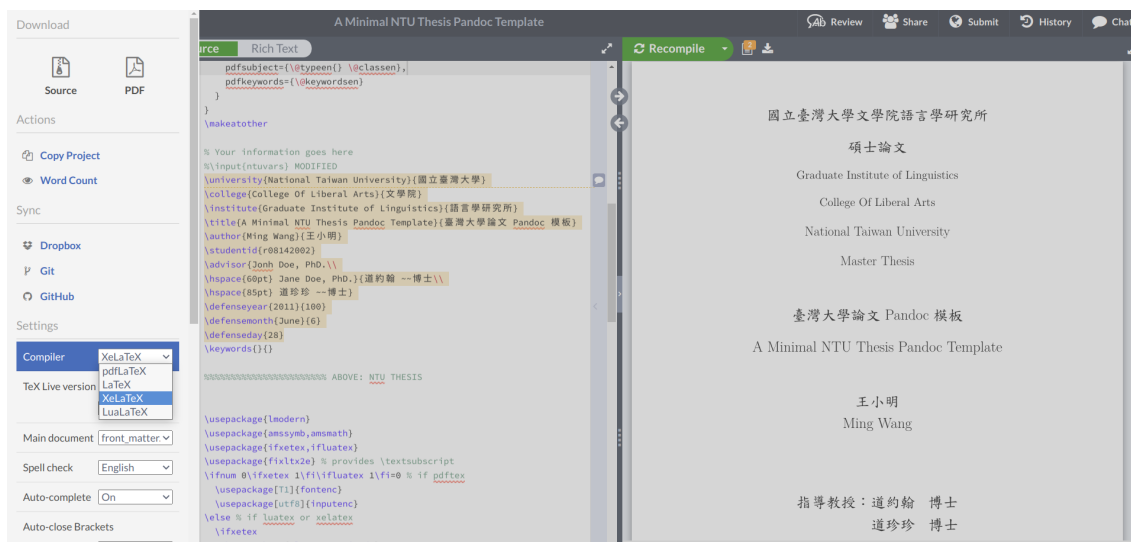 Download
A Minimal NTU Thesis Pandoc Template
Review
Share
Submit
History
Chat
Source
PDF
Actions
Copy Project
Word Count
Sync
Dropbox
Git
GitHub
Settings
Compiler
XeLaTeX
pdfLaTeX
LaTeX
XeLaTeX
LuaLaTeX
TeX Live version
Main document
front_matter.
Spell check
English
Auto-complete
On
Auto-close Brackets
urce
Rich Text
pdfsubject={\@typeen{} \@classen},
pdfkeywords={\@keywordsen}
}
}
\makeatother
% Your information goes here
%\input{ntuvars} MODIFIED
\university{National Taiwan University}{國立臺灣大學}
\college{College Of Liberal Arts}{文學院}
\institute{Graduate Institute of Linguistics}{語言學研究所}
\title{A Minimal NTU Thesis Pandoc Template}{臺灣大學論文 Pandoc 模板}
\author{Ming Wang}{王小明}
\studentid{r08142002}
\advisor{Jonh Doe, PhD.\\
\hspace{60pt} Jane Doe, PhD.}{道約翰 ~~博士\\
\hspace{85pt} 道珍珍 ~~博士}
\defenseyear{2011}{100}
\defensemonth{June}{6}
\defenseday{28}
\keywords{}{}
%%%%%%%%%%%%%%%%%%%%%%% ABOVE: NTU THESIS
\usepackage{lmodern}
\usepackage{amssymb,amsmath}
\usepackage{ifxetex,ifluatex}
\usepackage{fixltx2e} % provides \textsubscript
\ifnum 0\ifxetex 1\fi\ifluatex 1\fi=0 % if pdftex
\usepackage[T1]{fontenc}
\usepackage[utf8]{inputenc}
\else % if luatex or xelatex
\ifxetex
Recompile
2
國立臺灣大學文學院語言學研究所
碩士論文
Graduate Institute of Linguistics
College Of Liberal Arts
National Taiwan University
Master Thesis
臺灣大學論文 Pandoc 模板
A Minimal NTU Thesis Pandoc Template
王小明
Ming Wang
指導教授：道約翰 博士
道珍珍 博士